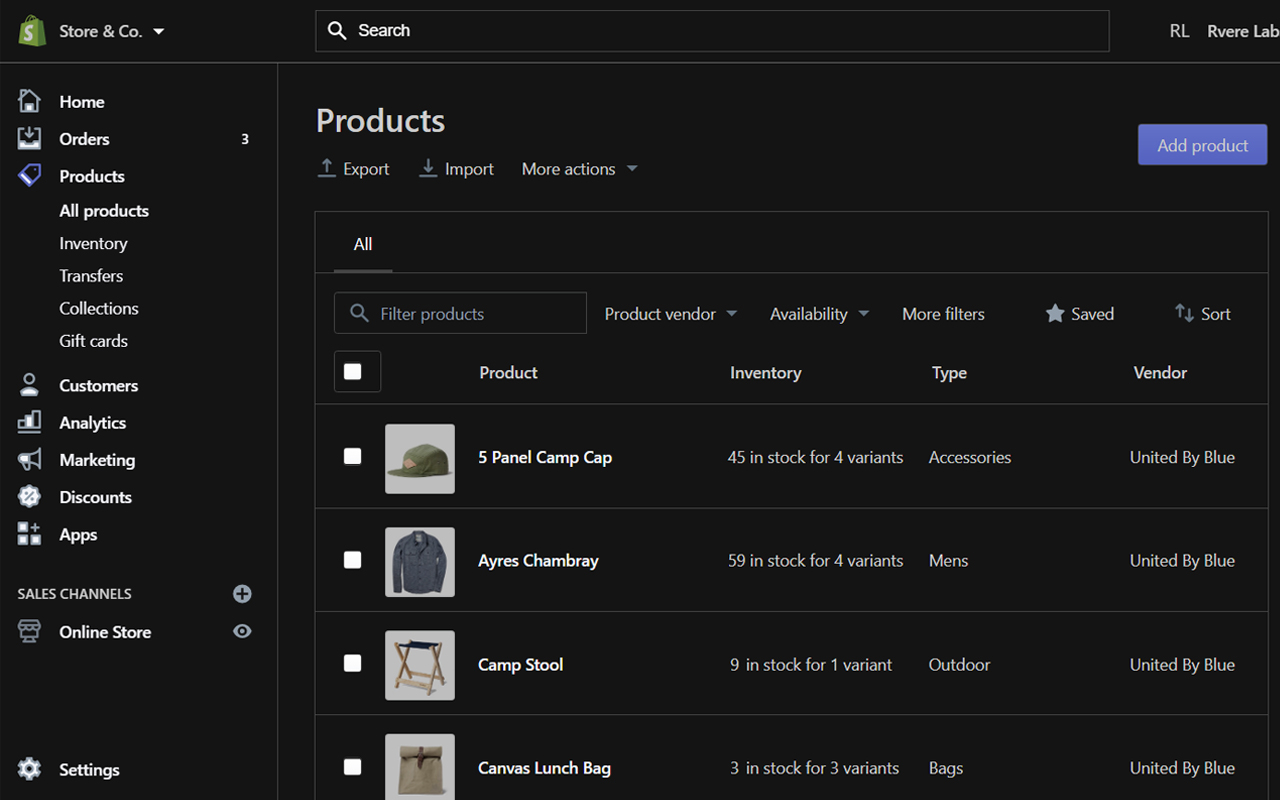 Store & Co.
Search
RL Rvere Lab
Home
Orders 3
Products
All products
Inventory
Transfers
Collections
Gift cards
Customers
Analytics
Marketing
Discounts
Apps
SALES CHANNELS
Online Store
Settings
Products
Export Import More actions
Add product
All
Filter products Product vendor Availability More filters Saved Sort
Product Inventory Type Vendor
5 Panel Camp Cap 45 in stock for 4 variants Accessories United By Blue
Ayres Chambray 59 in stock for 4 variants Mens United By Blue
Camp Stool 9 in stock for 1 variant Outdoor United By Blue
Canvas Lunch Bag 3 in stock for 3 variants Bags United By Blue